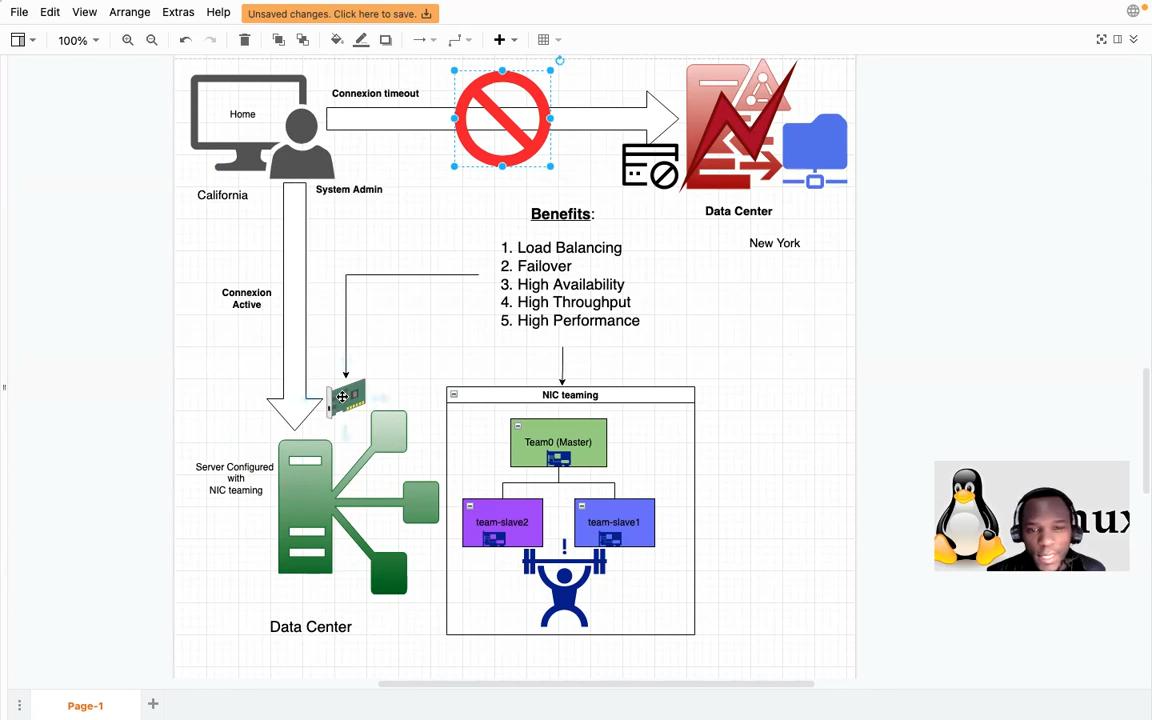 File Edit View Arrange Extras Help Unsaved changes. Click here to save.
100%
Connexion timeout
Home
California
System Admin
Data Center
New York
Benefits:
1. Load Balancing
2. Failover
3. High Availability
4. High Throughput
5. High Performance
Connexion
Active
NIC teaming
Team0 (Master)
team-slave2
team-slave1
!
Server Configured
with
NIC teaming
Data Center
Page-1